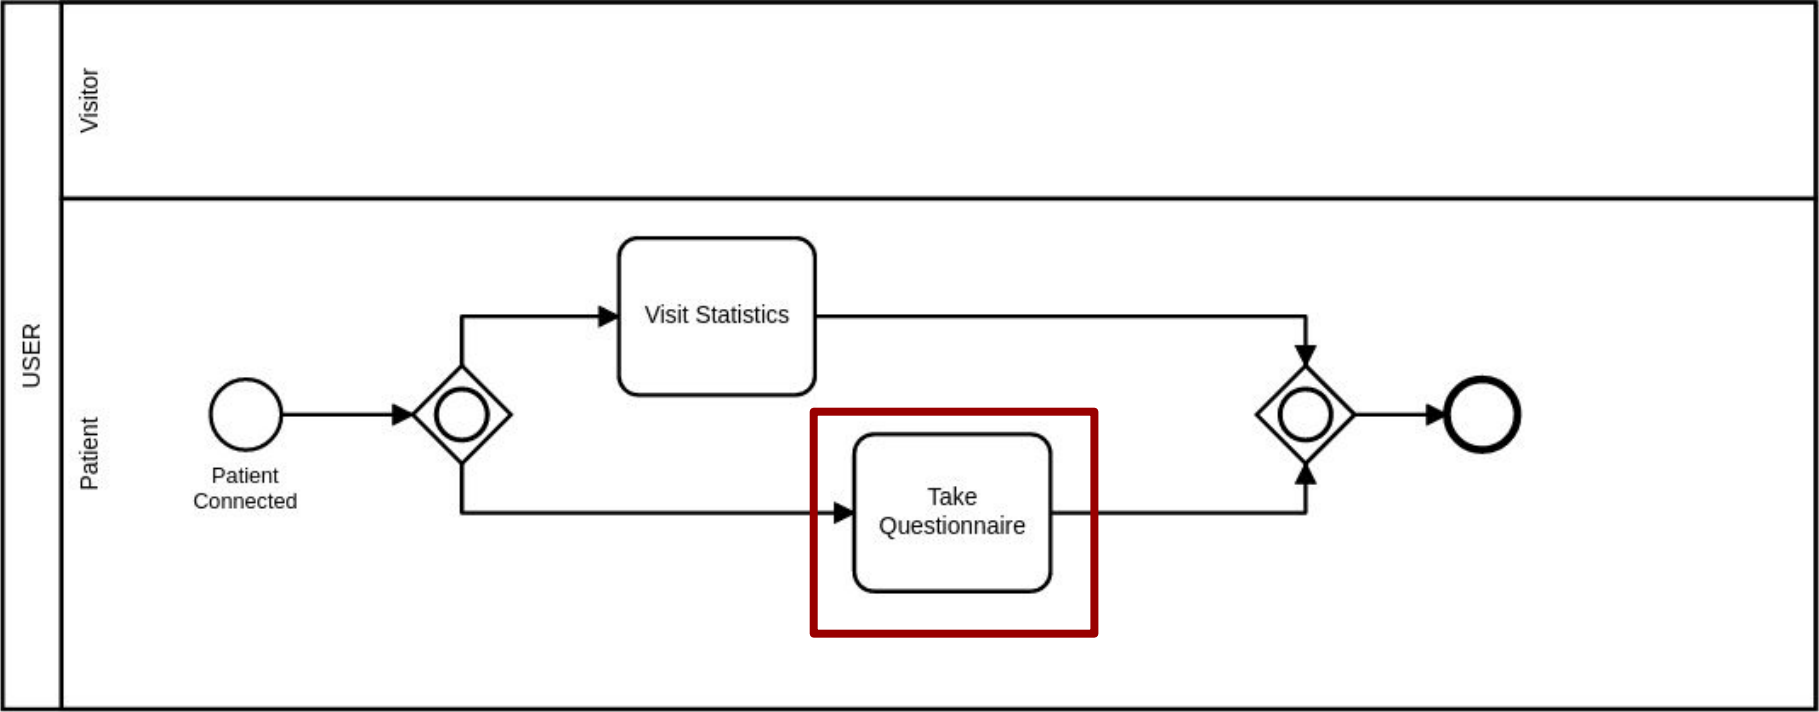 USER
Visitor
Patient
Patient
Connected
Visit Statistics
Take
Questionnaire